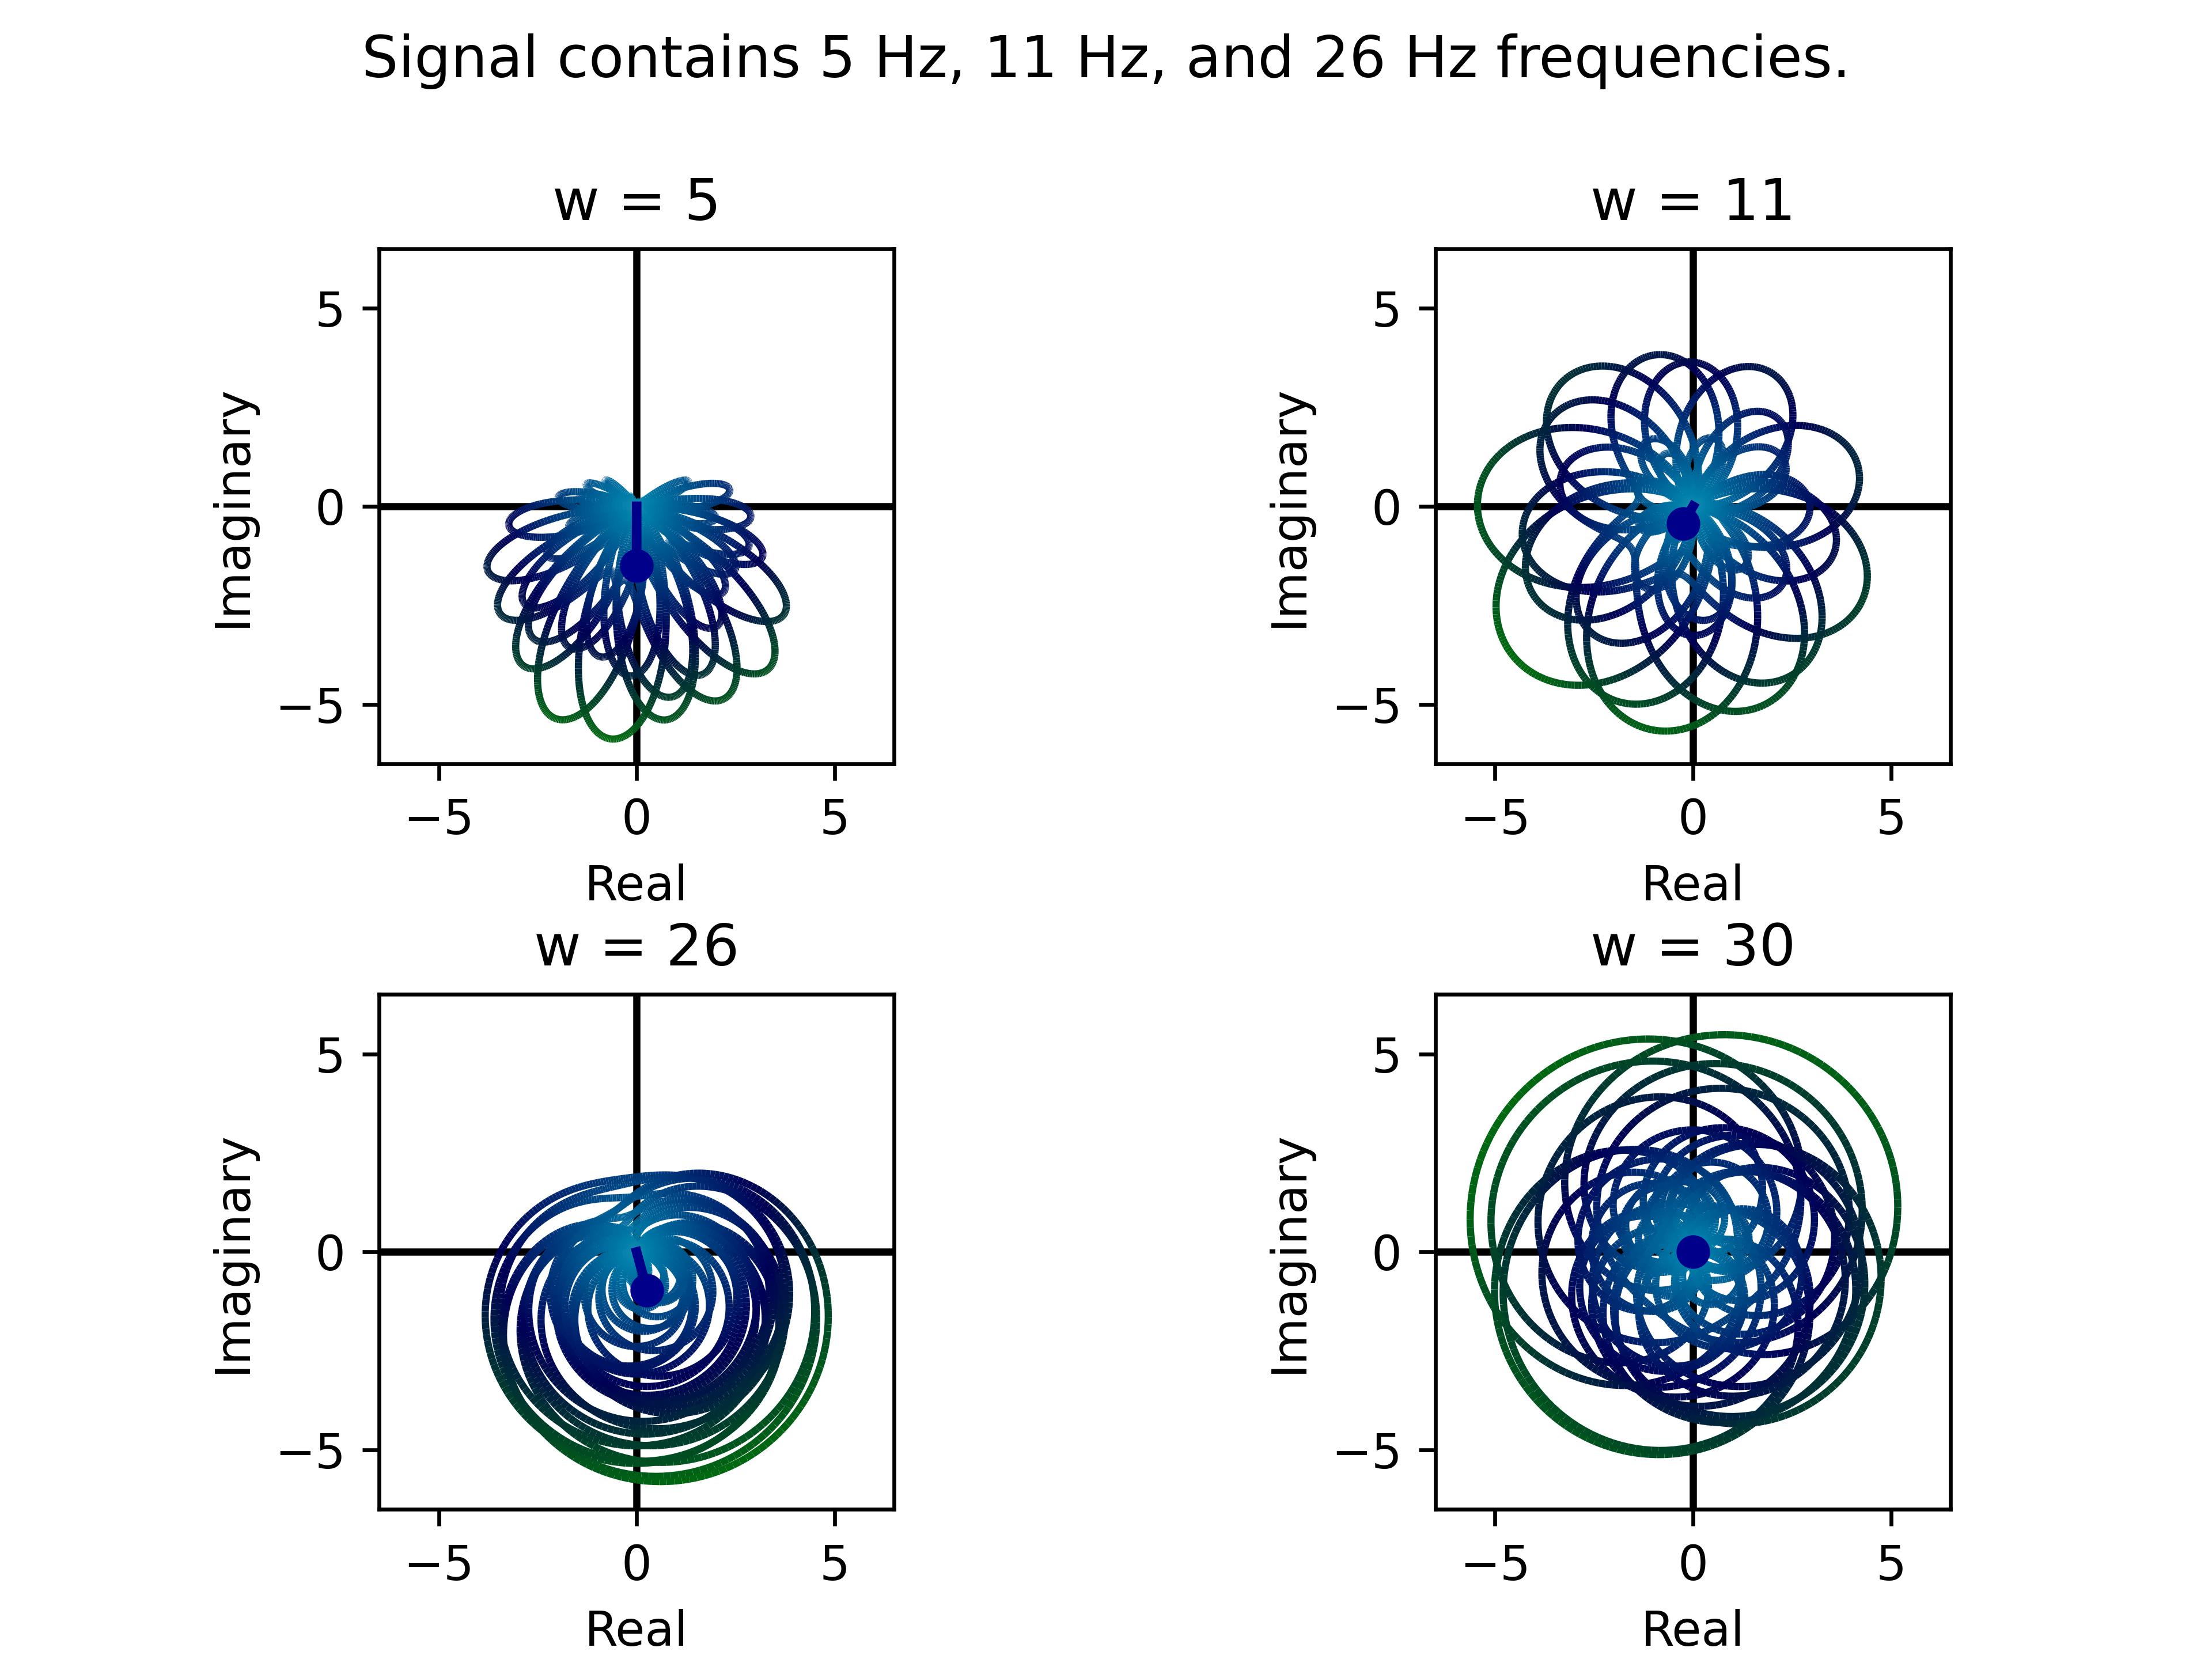 Signal contains 5 Hz, 11 Hz, and 26 Hz frequencies.
w = 5
5
0
−5
Imaginary
−5 0 5
Real
w = 11
5
0
−5
Imaginary
−5 0 5
Real
w = 26
5
0
−5
Imaginary
−5 0 5
Real
w = 30
5
0
−5
Imaginary
−5 0 5
Real